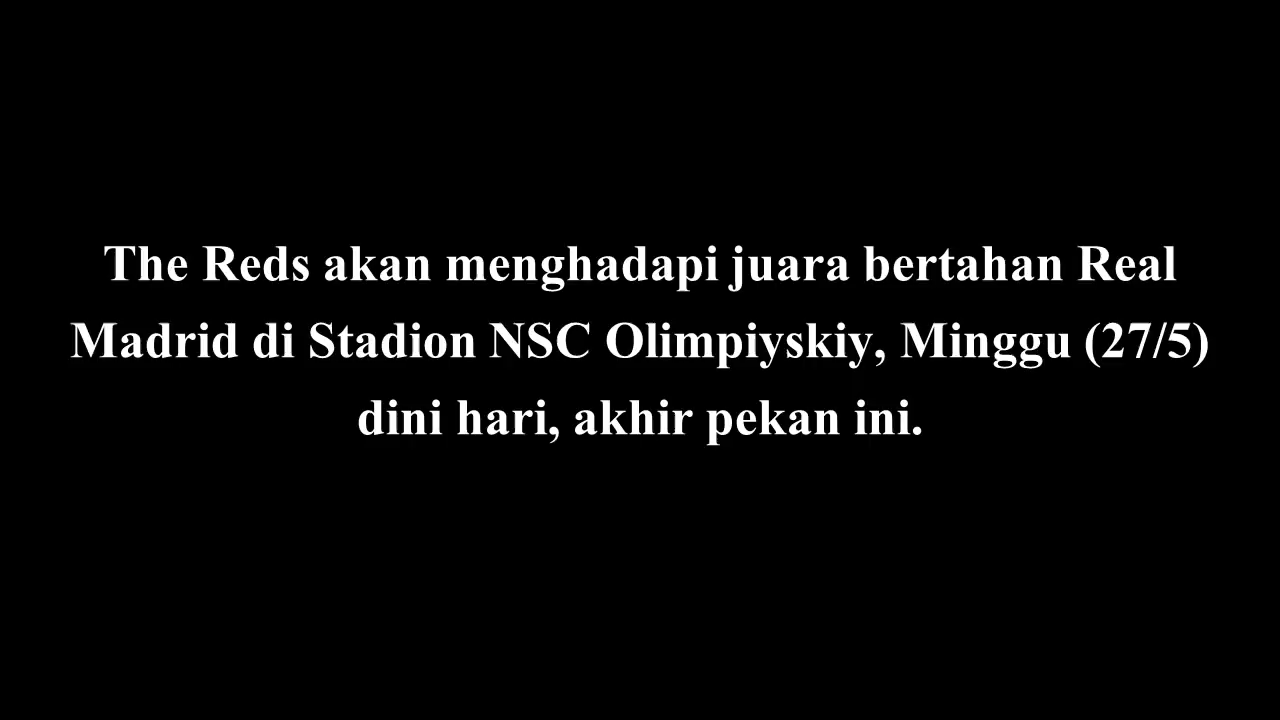 The Reds akan menghadapi juara bertahan Real
Madrid di Stadion NSC Olimpiyskiy, Minggu (27/5)
dini hari, akhir pekan ini.